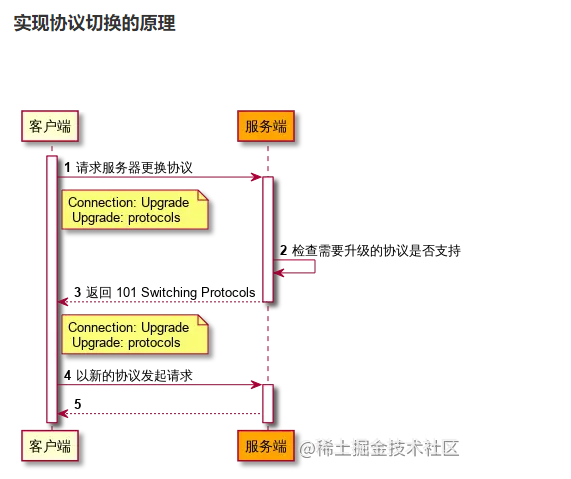 实现协议切换的原理
客户端
服务端
1 请求服务器更换协议
Connection: Upgrade
Upgrade: protocols
2 检查需要升级的协议是否支持
3 返回 101 Switching Protocols
Connection: Upgrade
Upgrade: protocols
4 以新的协议发起请求
5
客户端
服务端
@稀土掘金技术社区